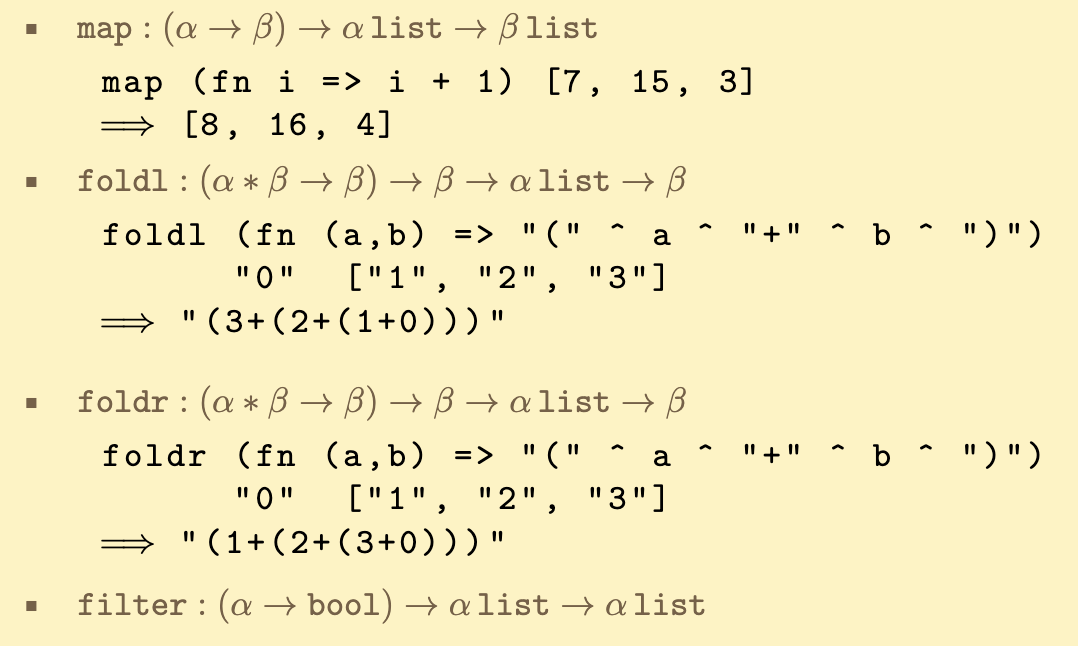 ▪ map : (α → β) → α list → β list
map (fn i => i + 1) [7, 15, 3]
⟹ [8, 16, 4]
▪ foldl : (α ∗ β → β) → β → α list → β
foldl (fn (a,b) => "(" ^ a ^ "+" ^ b ^ ")")
"0" ["1", "2", "3"]
⟹ "(3+(2+(1+0)))"
▪ foldr : (α ∗ β → β) → β → α list → β
foldr (fn (a,b) => "(" ^ a ^ "+" ^ b ^ ")")
"0" ["1", "2", "3"]
⟹ "(1+(2+(3+0)))"
▪ filter : (α → bool) → α list → α list